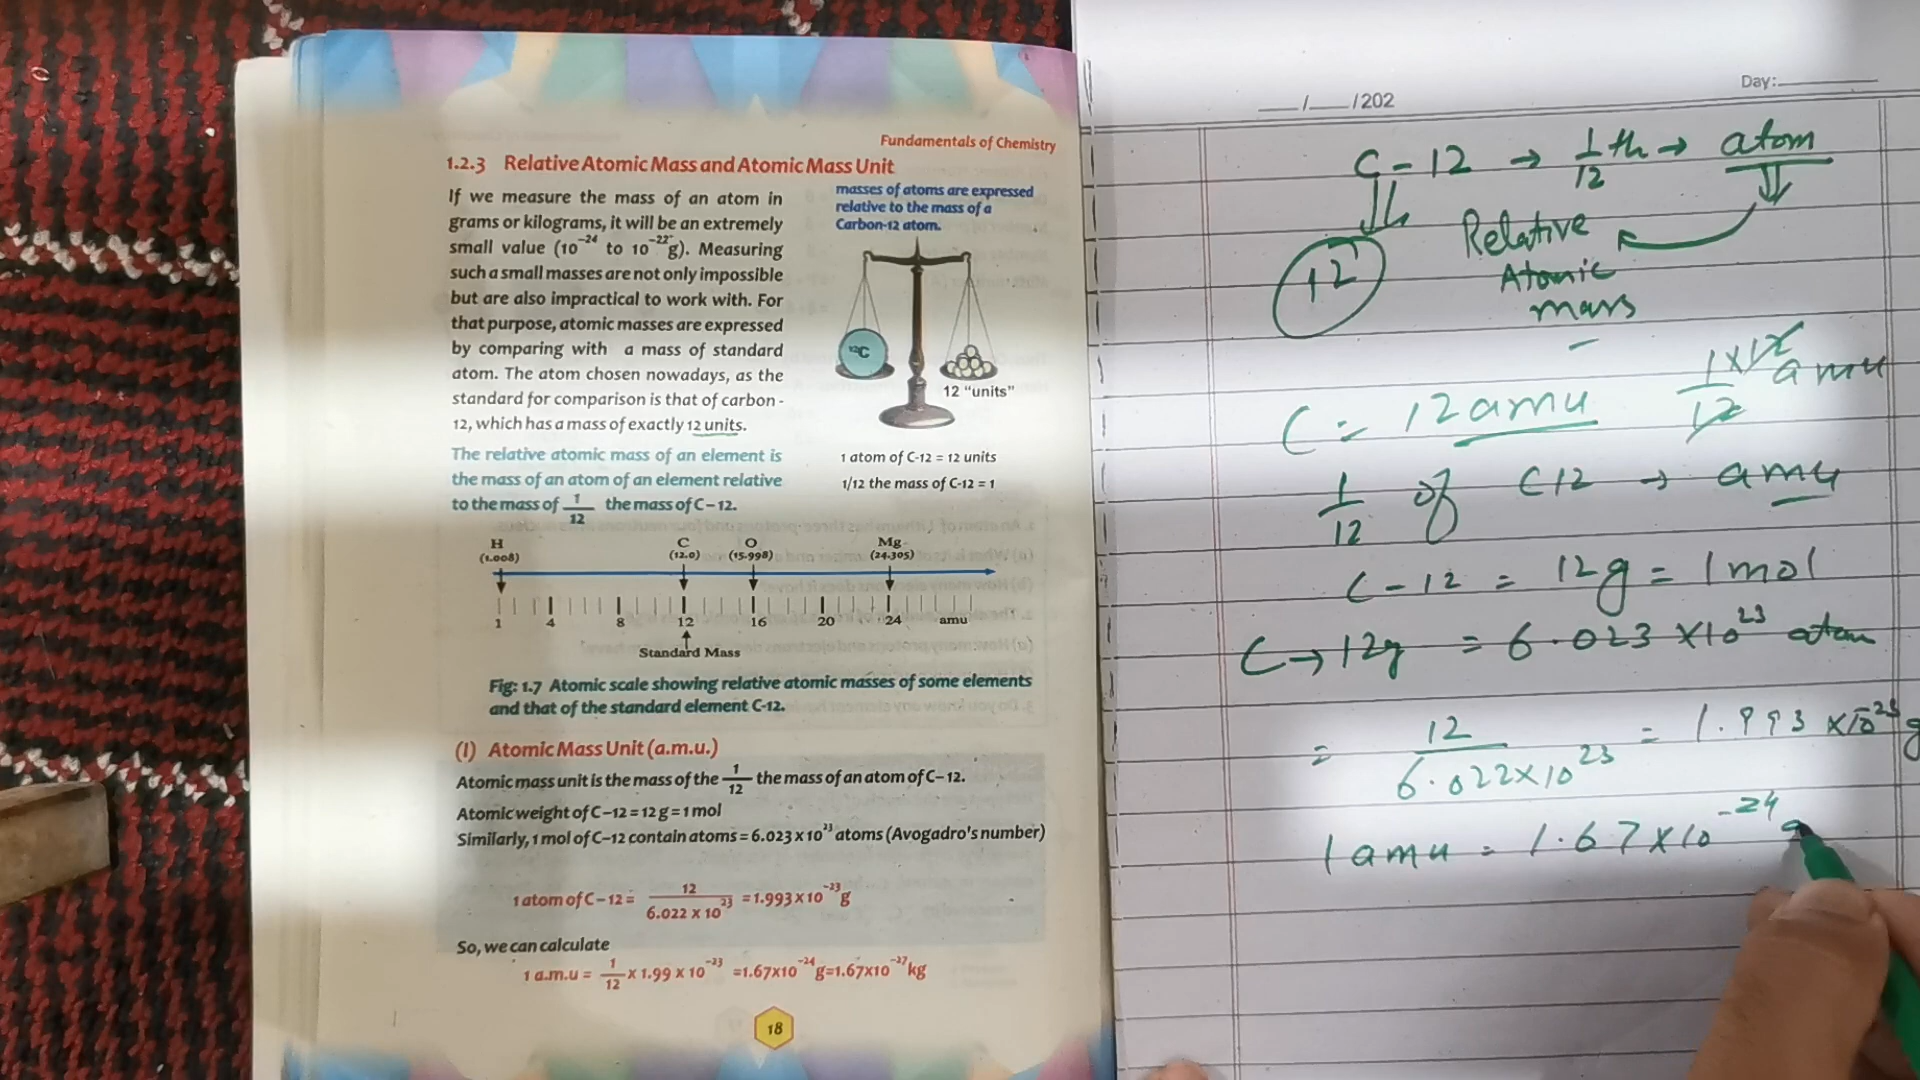 Fundamentals of Chemistry
1.2.3 Relative Atomic Mass and Atomic Mass Unit
If we measure the mass of an atom in
grams or kilograms, it will be an extremely
small value (10⁻²⁴ to 10⁻²²g). Measuring
such a small masses are not only impossible
but are also impractical to work with. For
that purpose, atomic masses are expressed
by comparing with a mass of standard
atom. The atom chosen nowadays, as the
standard for comparison is that of carbon -
12, which has a mass of exactly 12 units.
The relative atomic mass of an element is
the mass of an atom of an element relative
to the mass of 1/12 the mass of C-12.
masses of atoms are expressed
relative to the mass of a
Carbon-12 atom.
¹²C
12 "units"
1 atom of C-12 = 12 units
1/12 the mass of C-12 = 1
H C O Mg
(1.008) (12.0) (15.998) (24.305)
1 4 8 12 16 20 24 amu
Standard Mass
Fig: 1.7 Atomic scale showing relative atomic masses of some elements
and that of the standard element C-12.
(I) Atomic Mass Unit (a.m.u.)
Atomic mass unit is the mass of the 1/12 the mass of an atom of C-12.
Atomic weight of C-12=12 g=1 mol
Similarly, 1 mol of C-12 contain atoms = 6.023 x 10²³ atoms (Avogadro's number)
1 atom of C-12 = 12/6.022 x 10²³ =1.993 x 10⁻²³g
So, we can calculate
1 a.m.u = 1/12 x 1.99 x 10⁻²³ =1.67x10⁻²⁴g=1.67x10⁻²⁷kg
18
Day:
/ /202
C-12 → 1/12 th → atom
12
Relative
Atomic
mass
1x12/12 amu
C = 12amu
1/12 of C12 → amu
C-12 = 12g = 1mol
C→12g = 6.023 x10²³ atom
= 12/6.022x10²³ = 1.993 x10⁻²³g
1 amu = 1.67x10⁻²⁴